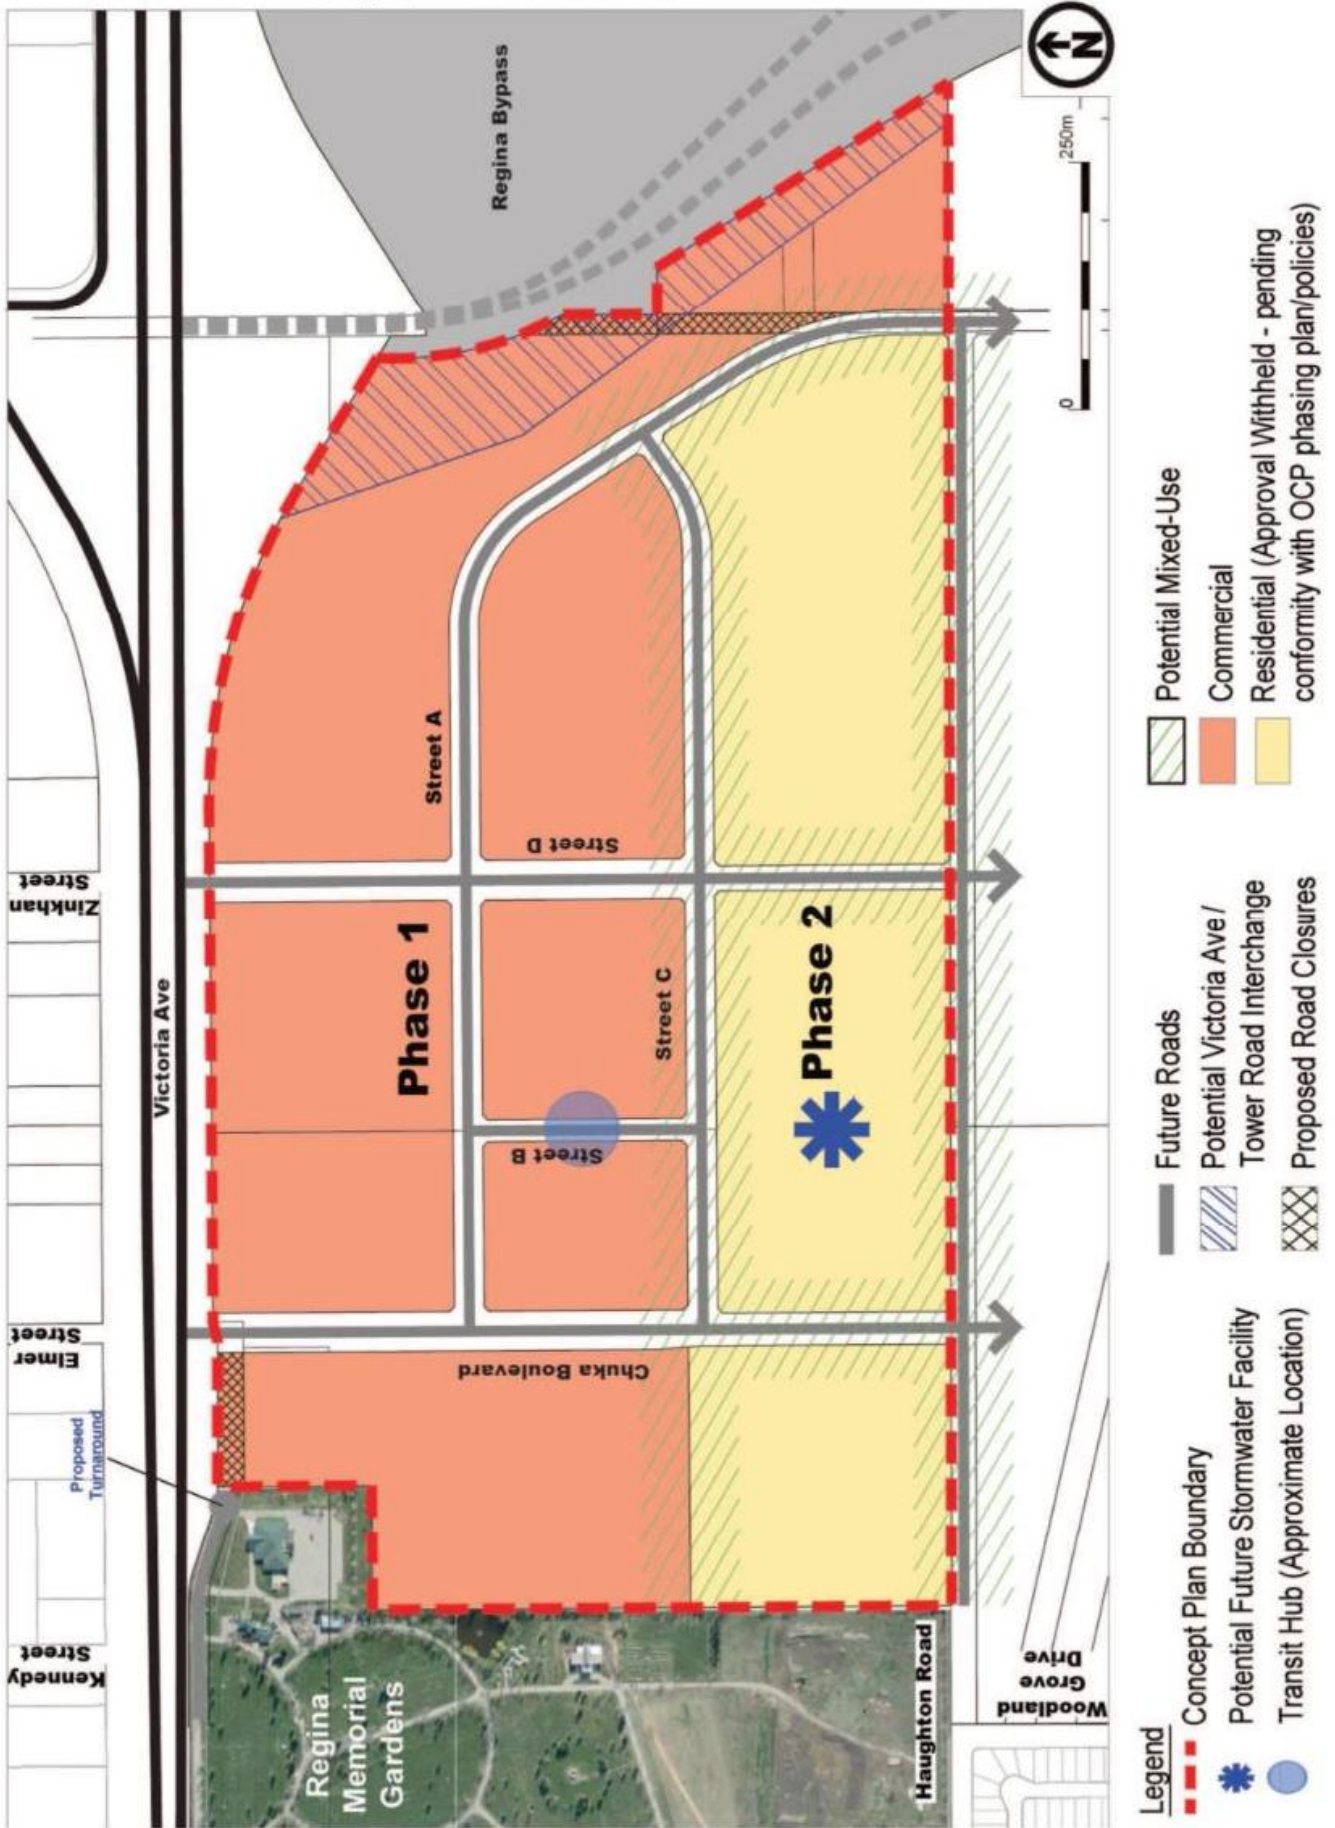 Kennedy
Street
Elmer
Street
Zinkhan
Street
Proposed
Turnaround
Victoria Ave
Regina Bypass
Regina
Memorial
Gardens
Phase 1
Street A
Street B
Street D
Street C
Chuka Boulevard
Phase 2
Haughton Road
Woodland
Grove
Drive
0
250m
N
Legend
Concept Plan Boundary
Potential Future Stormwater Facility
Transit Hub (Approximate Location)
Future Roads
Potential Victoria Ave /
Tower Road Interchange
Proposed Road Closures
Potential Mixed-Use
Commercial
Residential (Approval Withheld - pending
conformity with OCP phasing plan/policies)